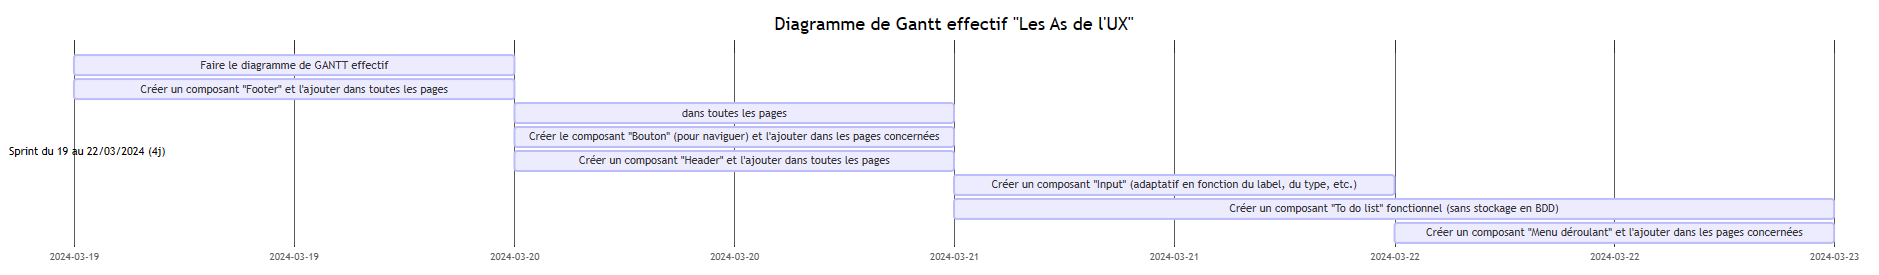 Diagramme de Gantt effectif "Les As de l'UX"
Faire le diagramme de GANTT effectif
Créer un composant "Footer" et l'ajouter dans toutes les pages
dans toutes les pages
Créer le composant "Bouton" (pour naviguer) et l'ajouter dans les pages concernées
Sprint du 19 au 22/03/2024 (4j)
Créer un composant "Header" et l'ajouter dans toutes les pages
Créer un composant "Input" (adaptatif en fonction du label, du type, etc.)
Créer un composant "To do list" fonctionnel (sans stockage en BDD)
Créer un composant "Menu déroulant" et l'ajouter dans les pages concernées
2024-03-19 2024-03-19 2024-03-20 2024-03-20 2024-03-21 2024-03-21 2024-03-22 2024-03-22 2024-03-23